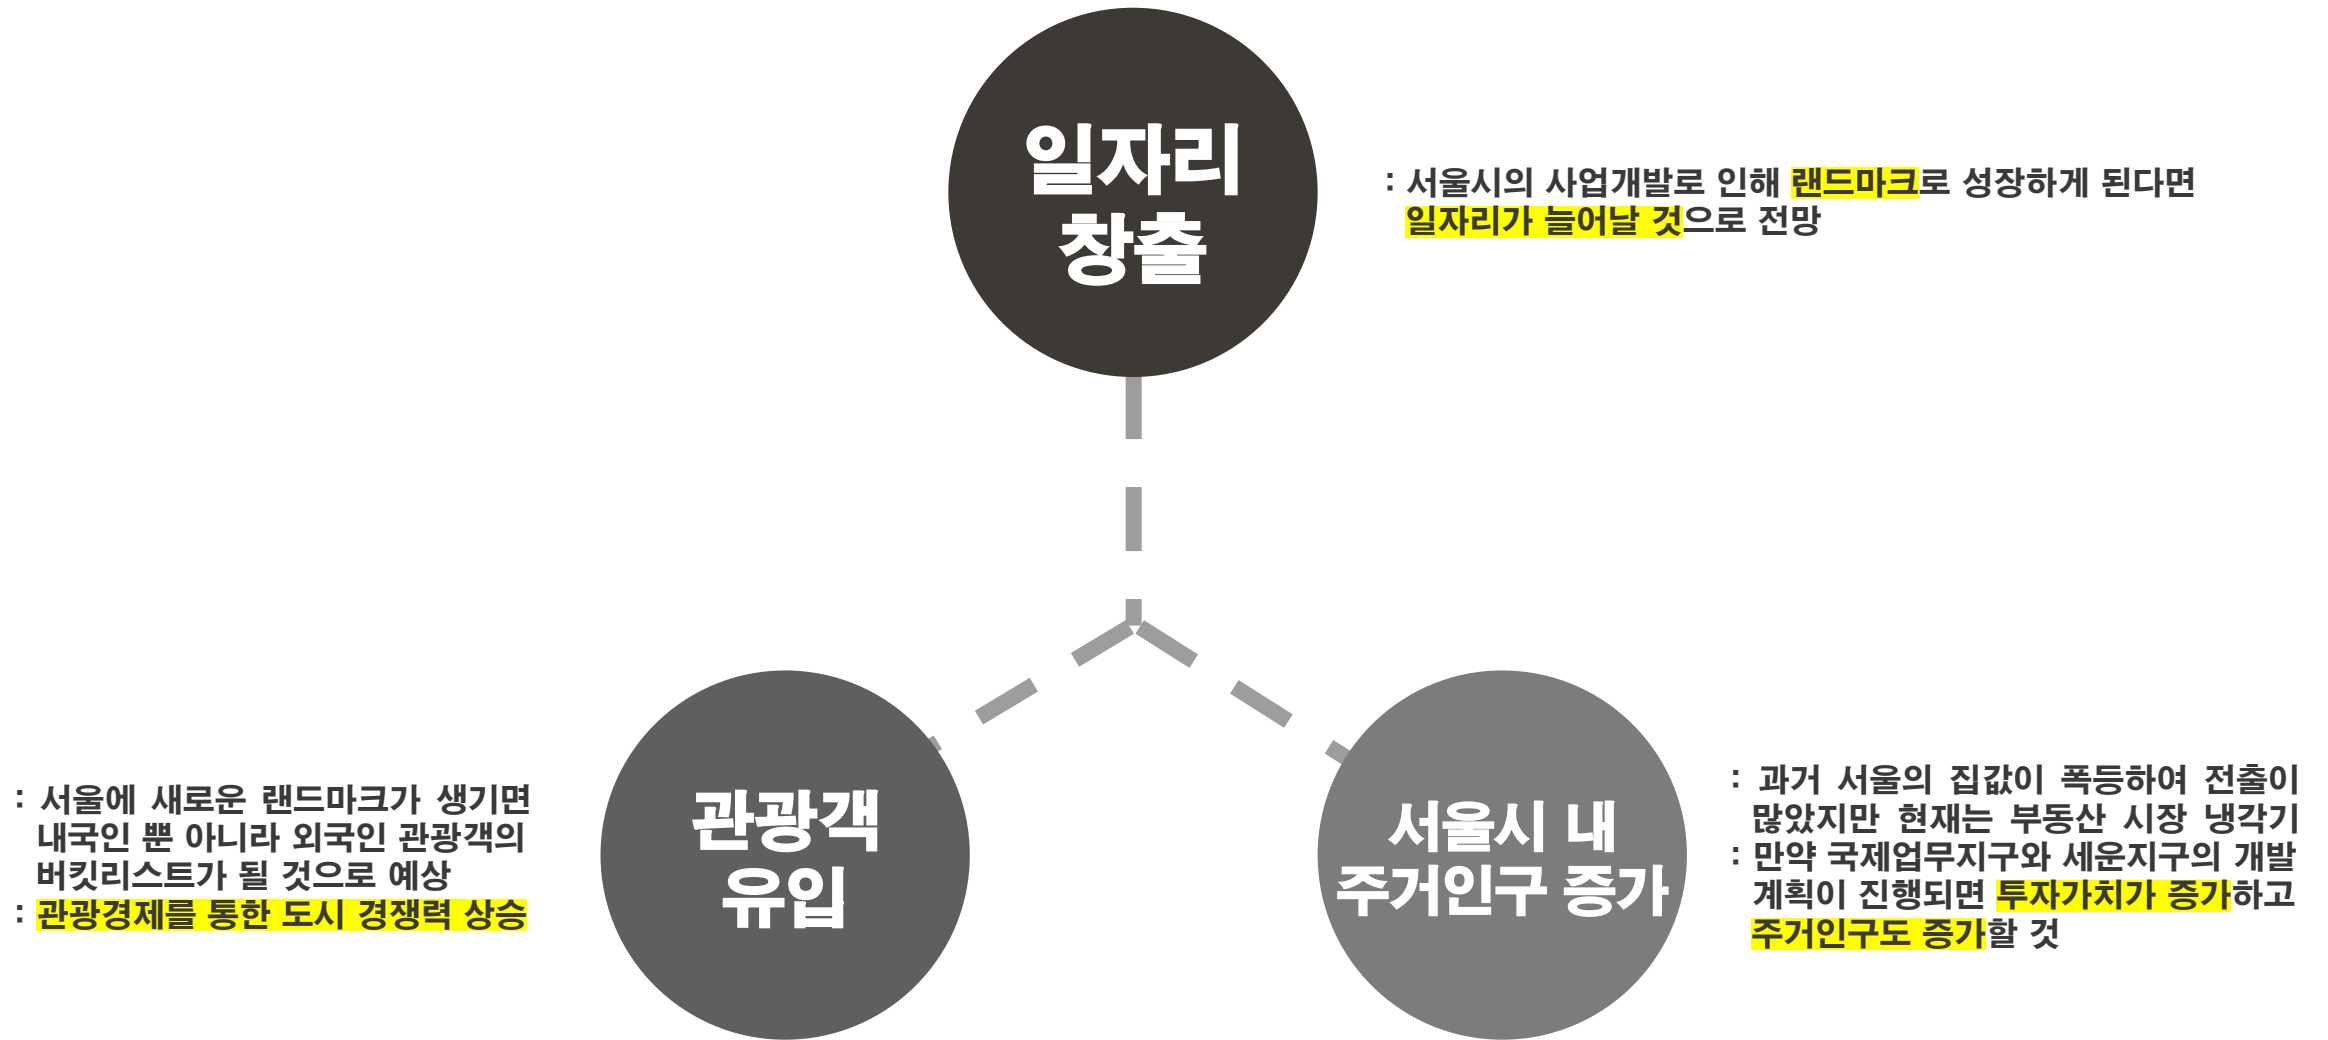 일자리
창출
: 서울시의 사업개발로 인해 랜드마크로 성장하게 된다면
일자리가 늘어날 것으로 전망
: 서울에 새로운 랜드마크가 생기면
내국인 뿐 아니라 외국인 관광객의
버킷리스트가 될 것으로 예상
: 관광경제를 통한 도시 경쟁력 상승
관광객
유입
서울시 내
주거인구 증가
: 과거 서울의 집값이 폭등하여 전출이
많았지만 현재는 부동산 시장 냉각기
: 만약 국제업무지구와 세운지구의 개발
계획이 진행되면 투자가치가 증가하고
주거인구도 증가할 것